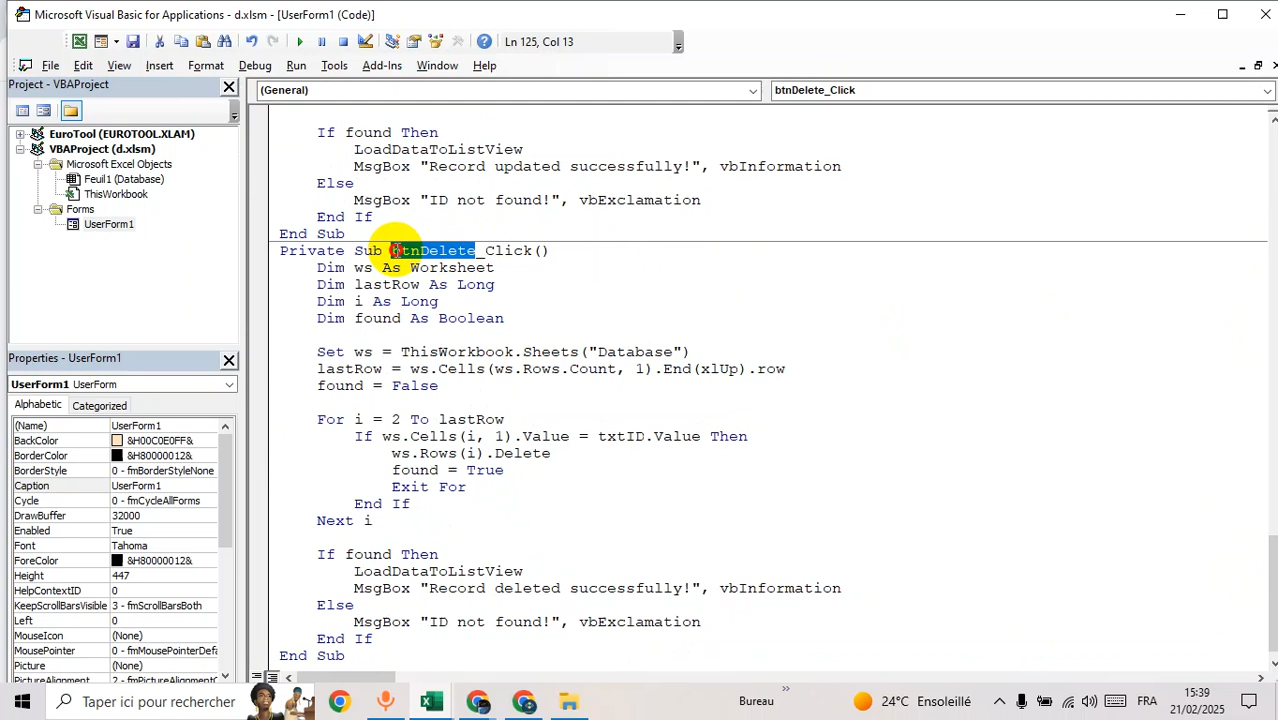 Microsoft Visual Basic for Applications - d.xlsm - [UserForm1 (Code)]
Ln 125, Col 13
File Edit View Insert Format Debug Run Tools Add-Ins Window Help
Project - VBAProject
(General)
btnDelete_Click
EuroTool (EUROTOOL.XLAM)
VBAProject (d.xlsm)
Microsoft Excel Objects
Feuil1 (Database)
ThisWorkbook
Forms
UserForm1
If found Then
LoadDataToListView
MsgBox "Record updated successfully!", vbInformation
Else
MsgBox "ID not found!", vbExclamation
End If
End Sub
Private Sub btnDelete_Click()
Dim ws As Worksheet
Dim lastRow As Long
Dim i As Long
Dim found As Boolean
Set ws = ThisWorkbook.Sheets("Database")
lastRow = ws.Cells(ws.Rows.Count, 1).End(xlUp).row
found = False
For i = 2 To lastRow
If ws.Cells(i, 1).Value = txtID.Value Then
ws.Rows(i).Delete
found = True
Exit For
End If
Next i
If found Then
LoadDataToListView
MsgBox "Record deleted successfully!", vbInformation
Else
MsgBox "ID not found!", vbExclamation
End If
End Sub
Properties - UserForm1
UserForm1 UserForm
Alphabetic Categorized
(Name) UserForm1
BackColor &H00C0E0FF&
BorderColor &H80000012&
BorderStyle 0 - fmBorderStyleNone
Caption UserForm1
Cycle 0 - fmCycleAllForms
DrawBuffer 32000
Enabled True
Font Tahoma
ForeColor &H80000012&
Height 447
HelpContextID 0
KeepScrollBarsVisible 3 - fmScrollBarsBoth
Left 0
MouseIcon (None)
MousePointer 0 - fmMousePointerDefa
Picture (None)
PictureAlignment 2 - fmPictureAlignmentC
Taper ici pour rechercher
Bureau
24°C Ensoleillé
FRA
15:39
21/02/2025